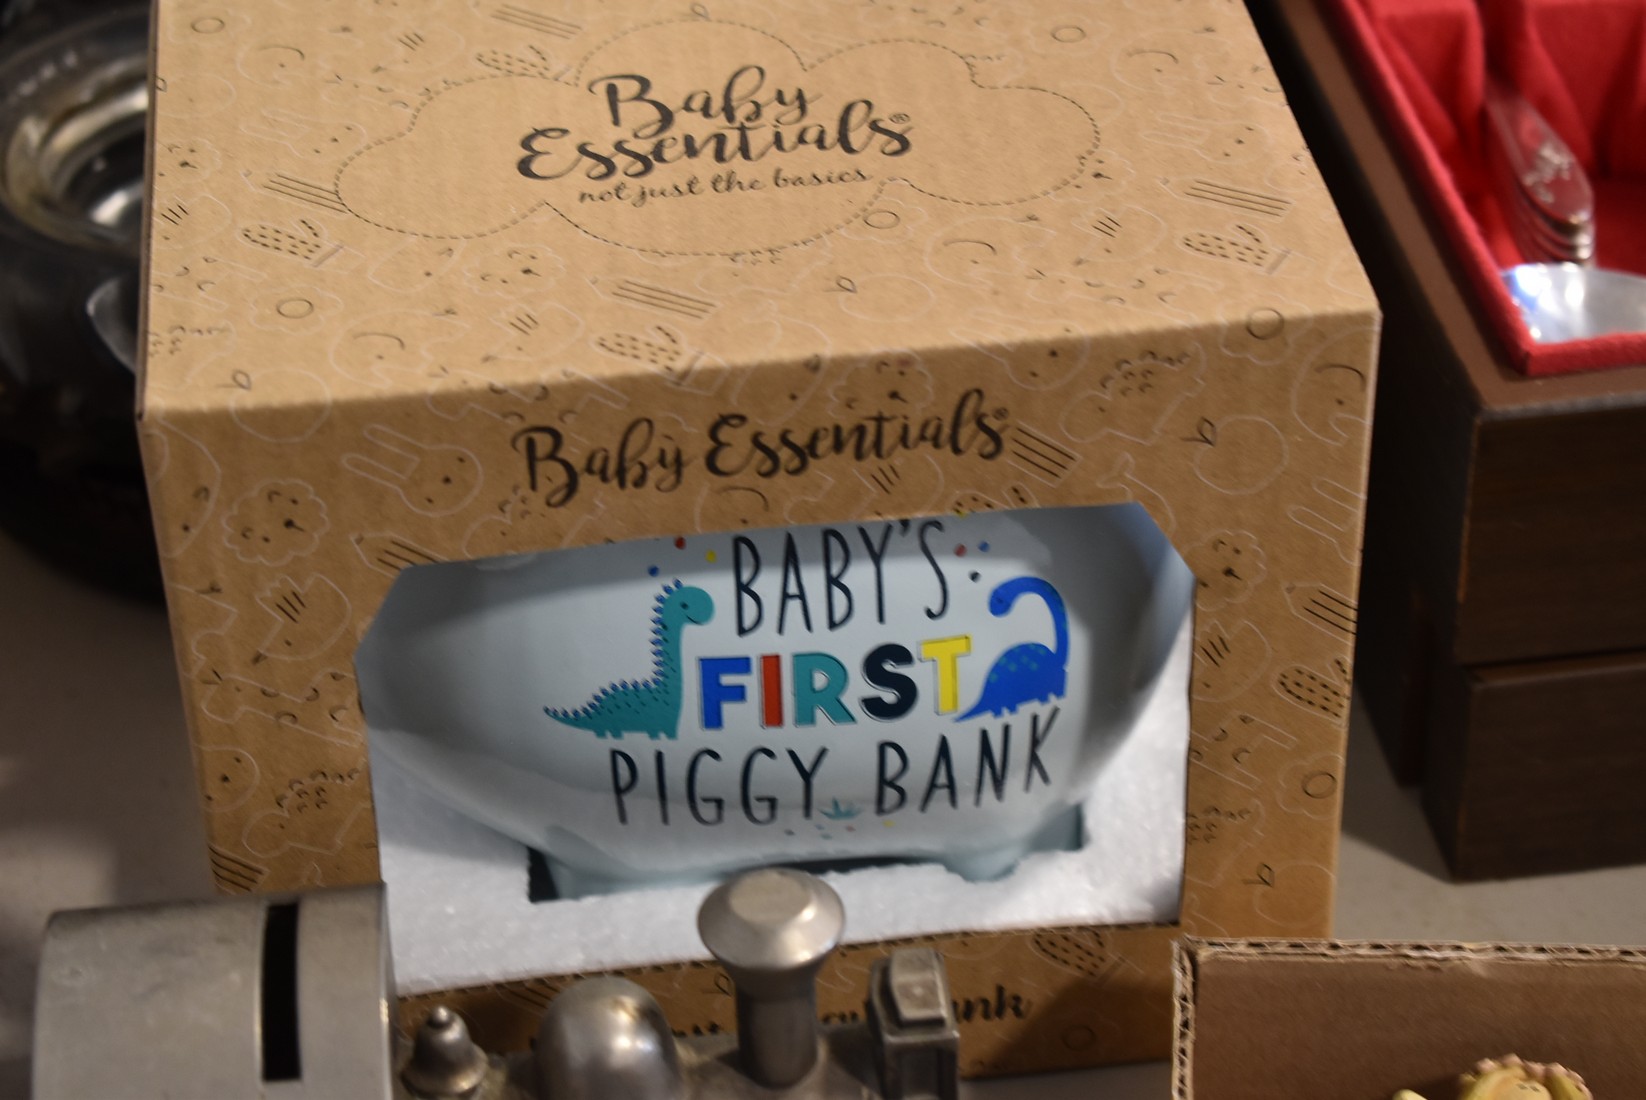 Baby
Essentials®
not just the basics
Baby Essentials®
BABY'S
FIRST
PIGGY BANK